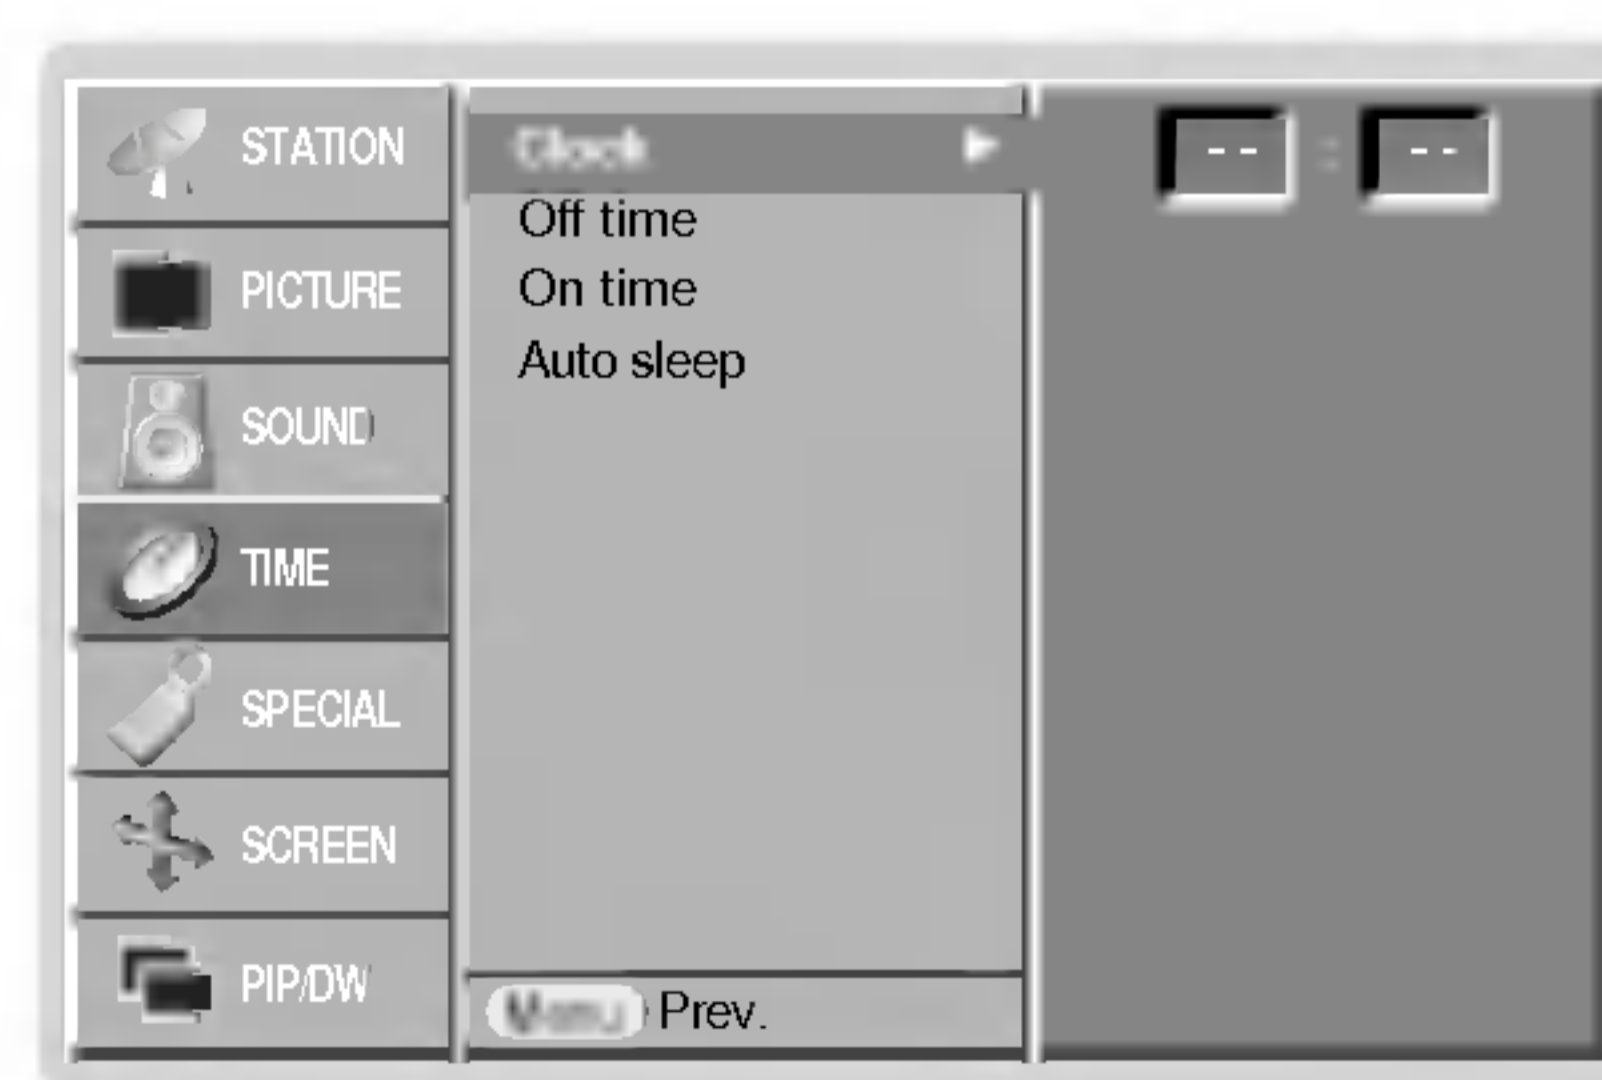 STATION
PICTURE
SOUND
TIME
SPECIAL
SCREEN
PIP/DW
Clock
Off time
On time
Auto sleep
Menu Prev.
-- : --